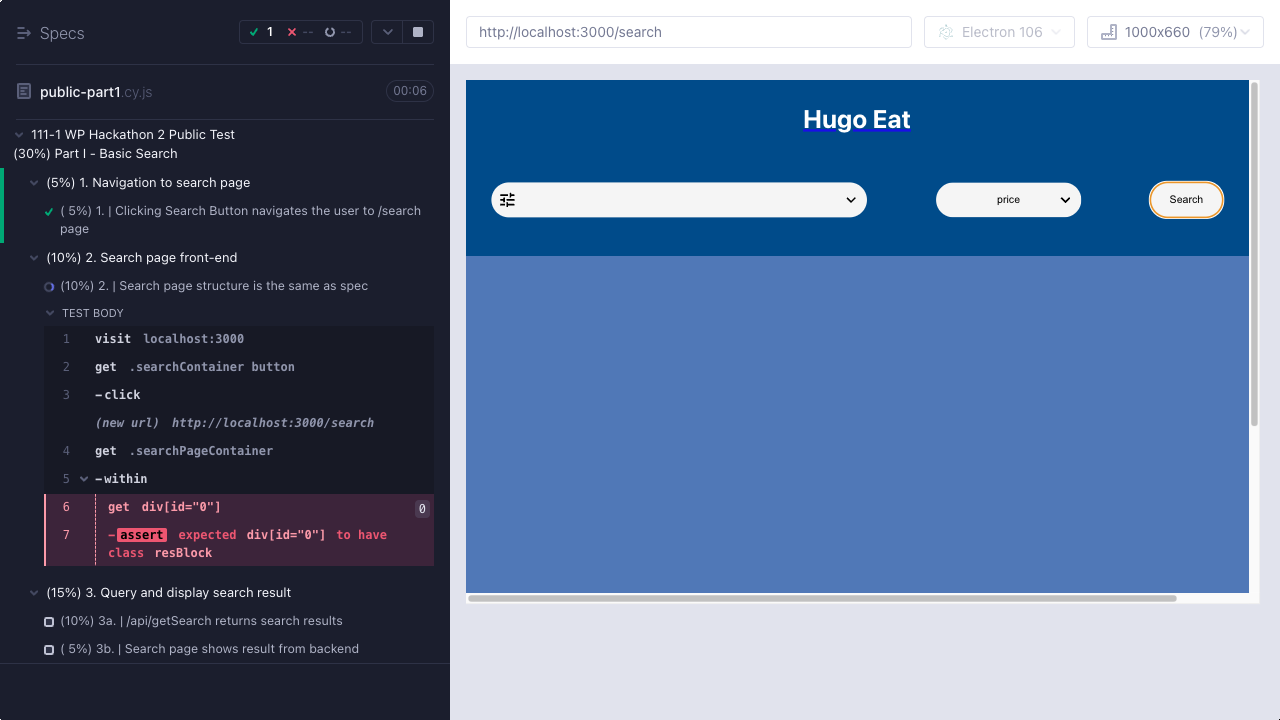 Specs
1
--
--
public-part1.cy.js
00:06
111-1 WP Hackathon 2 Public Test
(30%) Part I - Basic Search
(5%) 1. Navigation to search page
( 5%) 1. | Clicking Search Button navigates the user to /search
page
(10%) 2. Search page front-end
(10%) 2. | Search page structure is the same as spec
TEST BODY
1 visit localhost:3000
2 get .searchContainer button
3 -click
(new url) http://localhost:3000/search
4 get .searchPageContainer
5 -within
6 get div[id="0"] 0
7 -assert expected div[id="0"] to have
class resBlock
(15%) 3. Query and display search result
(10%) 3a. | /api/getSearch returns search results
( 5%) 3b. | Search page shows result from backend
http://localhost:3000/search
Electron 106
1000x660 (79%)
Hugo Eat
price
Search